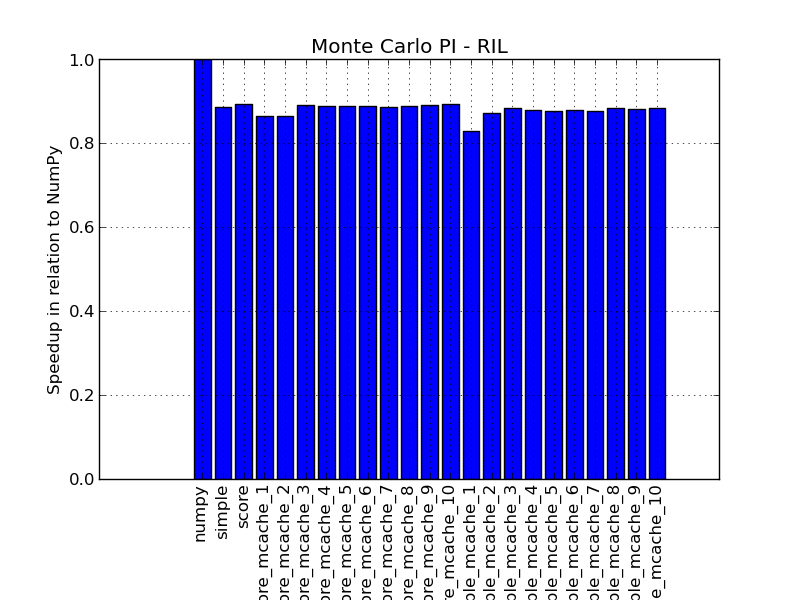 Monte Carlo PI - RIL
Speedup in relation to NumPy
1.0
0.8
0.6
0.4
0.2
0.0
numpy
simple
score
ore_mcache_1
ore_mcache_2
ore_mcache_3
ore_mcache_4
ore_mcache_5
ore_mcache_6
ore_mcache_7
ore_mcache_8
ore_mcache_9
re_mcache_10
ple_mcache_1
ple_mcache_2
ple_mcache_3
ple_mcache_4
ple_mcache_5
ple_mcache_6
ple_mcache_7
ple_mcache_8
ple_mcache_9
e_mcache_10